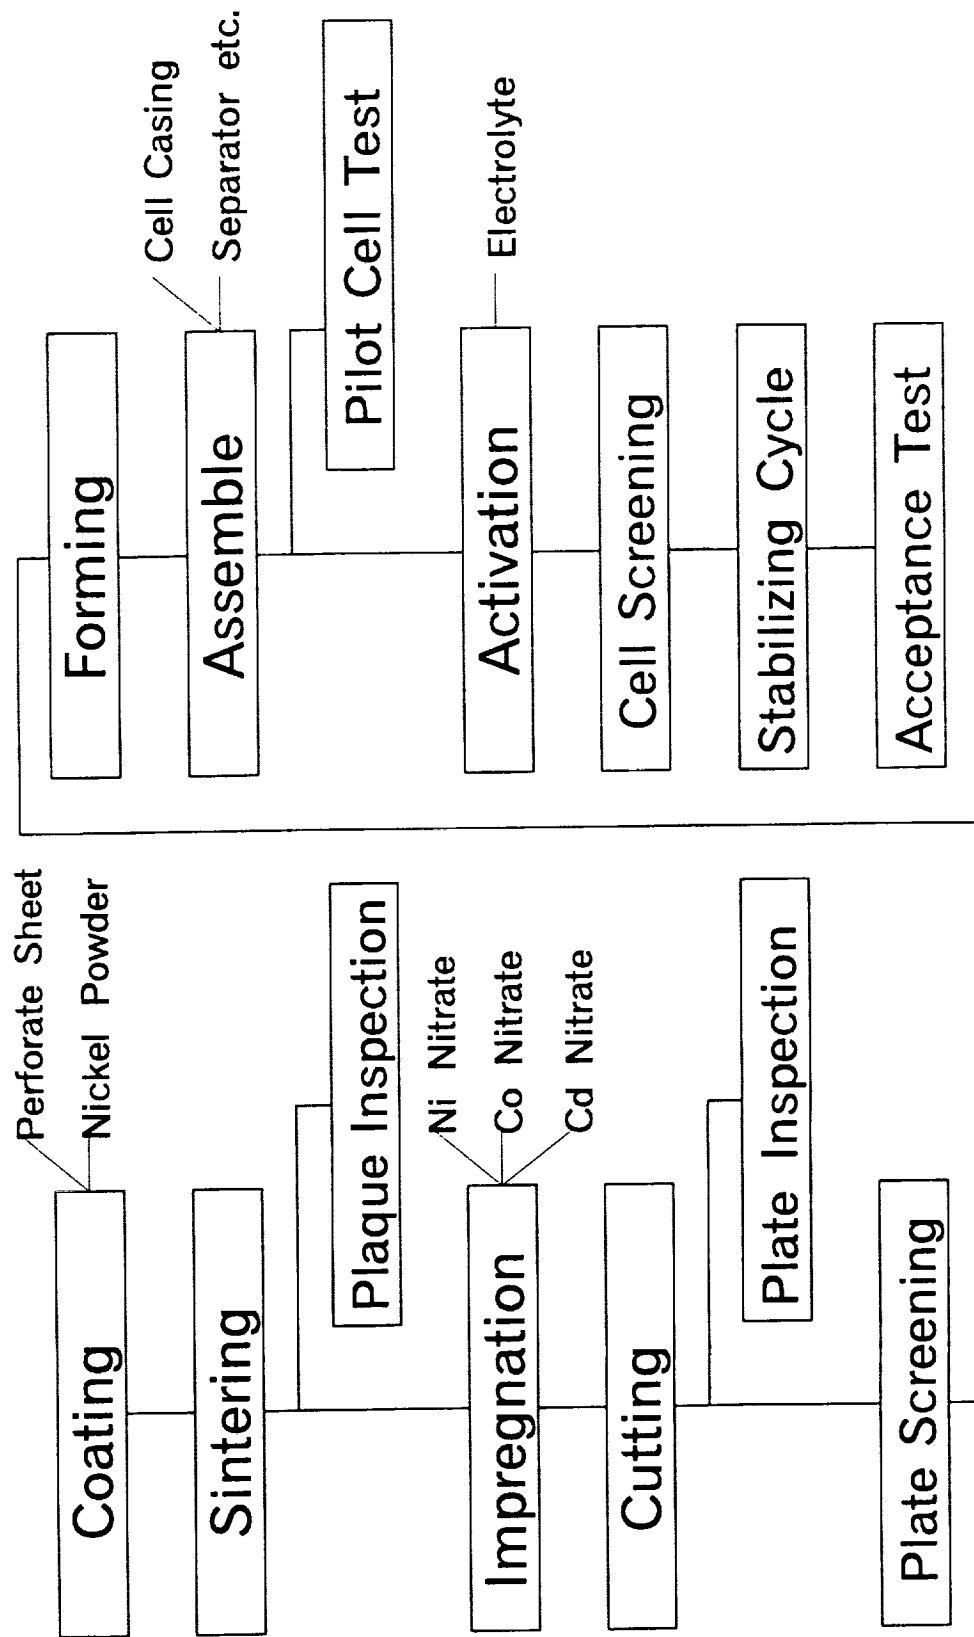 Perforate Sheet
Coating
Nickel Powder
Sintering
Plaque Inspection
Ni Nitrate
Impregnation
Co Nitrate
Cd Nitrate
Cutting
Plate Inspection
Plate Screening
Forming
Cell Casing
Assemble
Separator etc.
Pilot Cell Test
Activation
Electrolyte
Cell Screening
Stabilizing Cycle
Acceptance Test